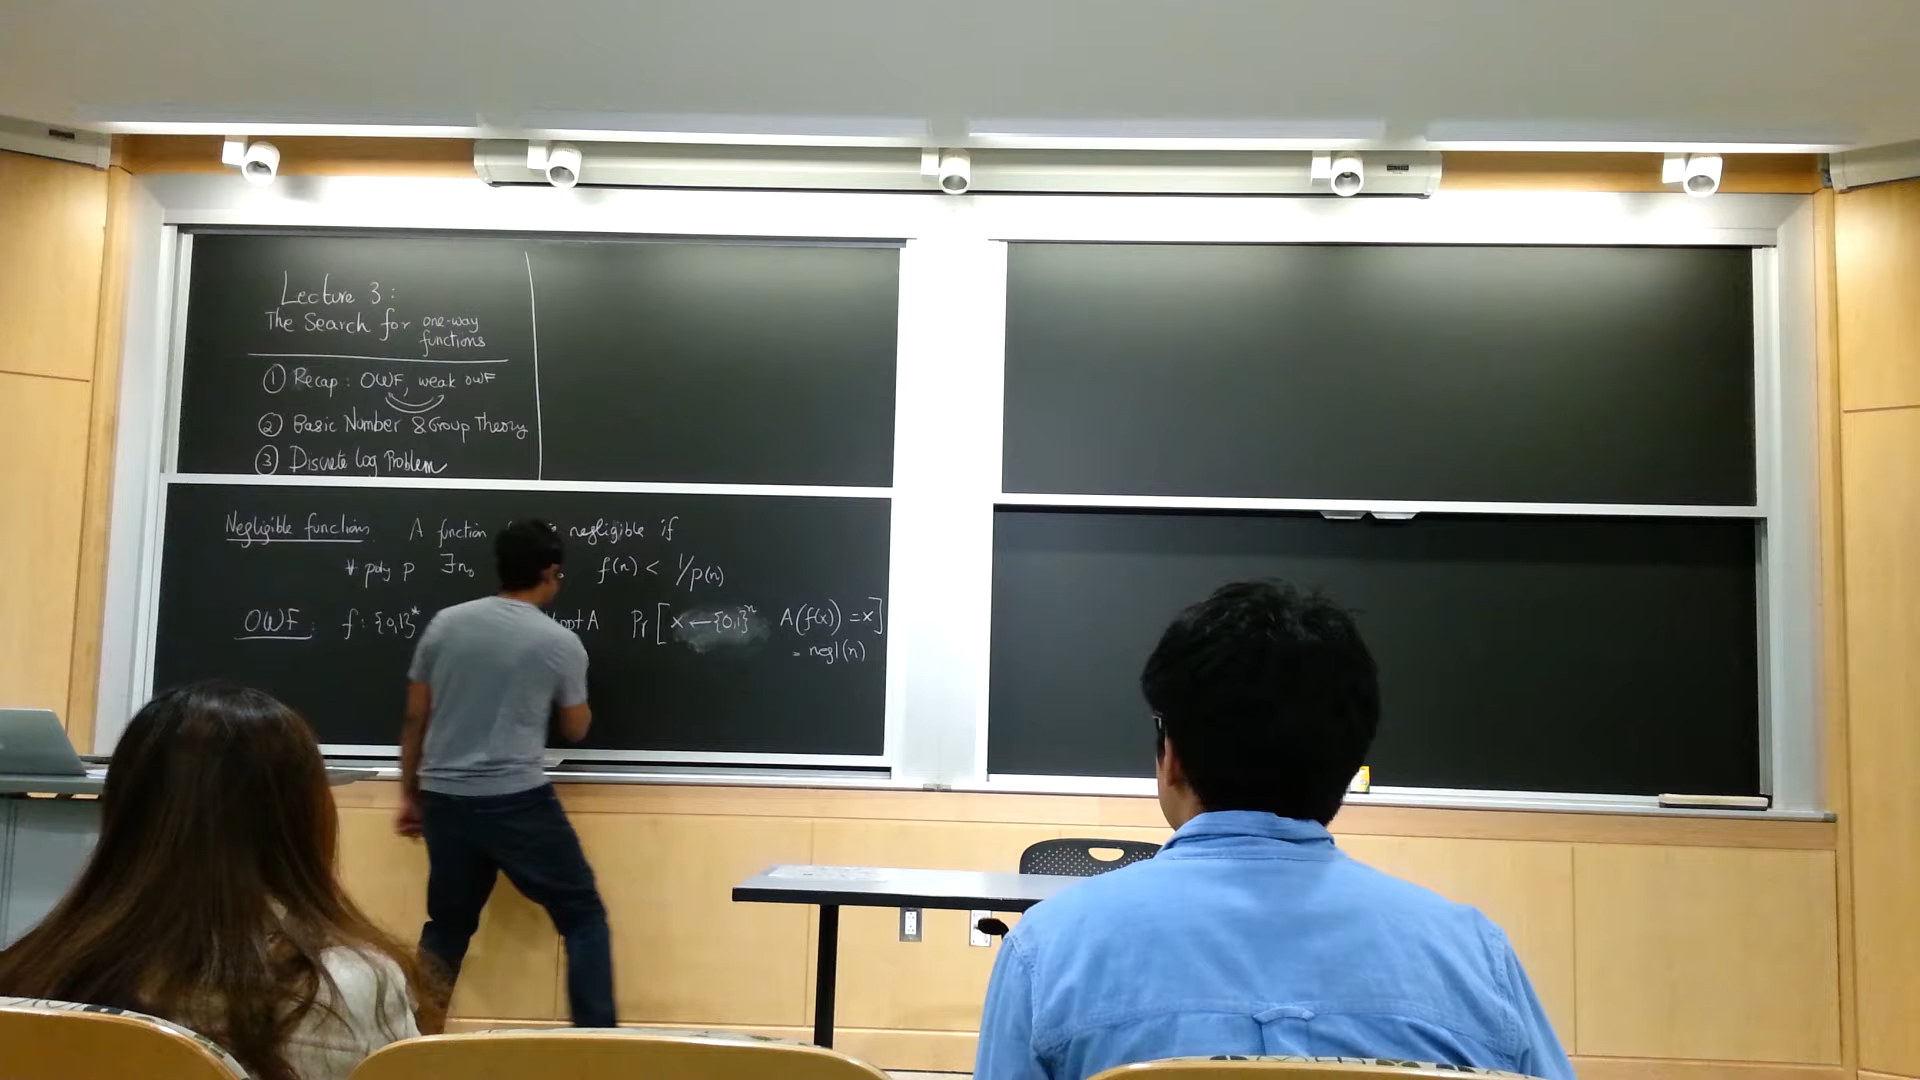 Lecture 3:
The Search for one-way functions
① Recap: OWF, weak OWF
② Basic Number & Group Theory
③ Discrete Log Problem
Negligible functions A function negligible if
∀ poly p ∃n₀ f(n) < 1/p(n)
OWF: f: {0,1}* ppt A Pr[x ← {0,1}ⁿ A(f(x)) = x]
= negl(n)